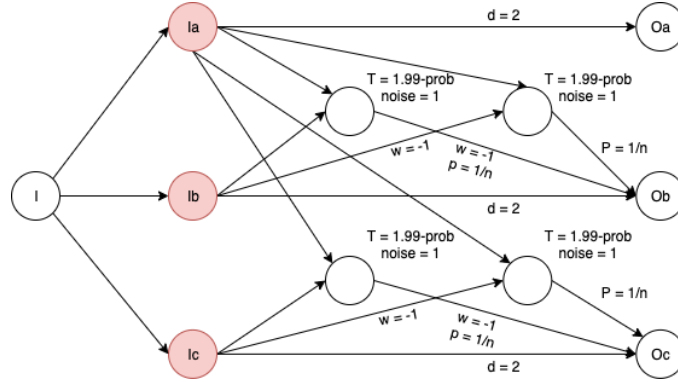 Ia
d = 2
Oa
T = 1.99-prob
noise = 1
T = 1.99-prob
noise = 1
w = -1
w = -1
p = 1/n
P = 1/n
I
Ib
d = 2
Ob
T = 1.99-prob
noise = 1
T = 1.99-prob
noise = 1
w = -1
w = -1
p = 1/n
P = 1/n
Ic
d = 2
Oc